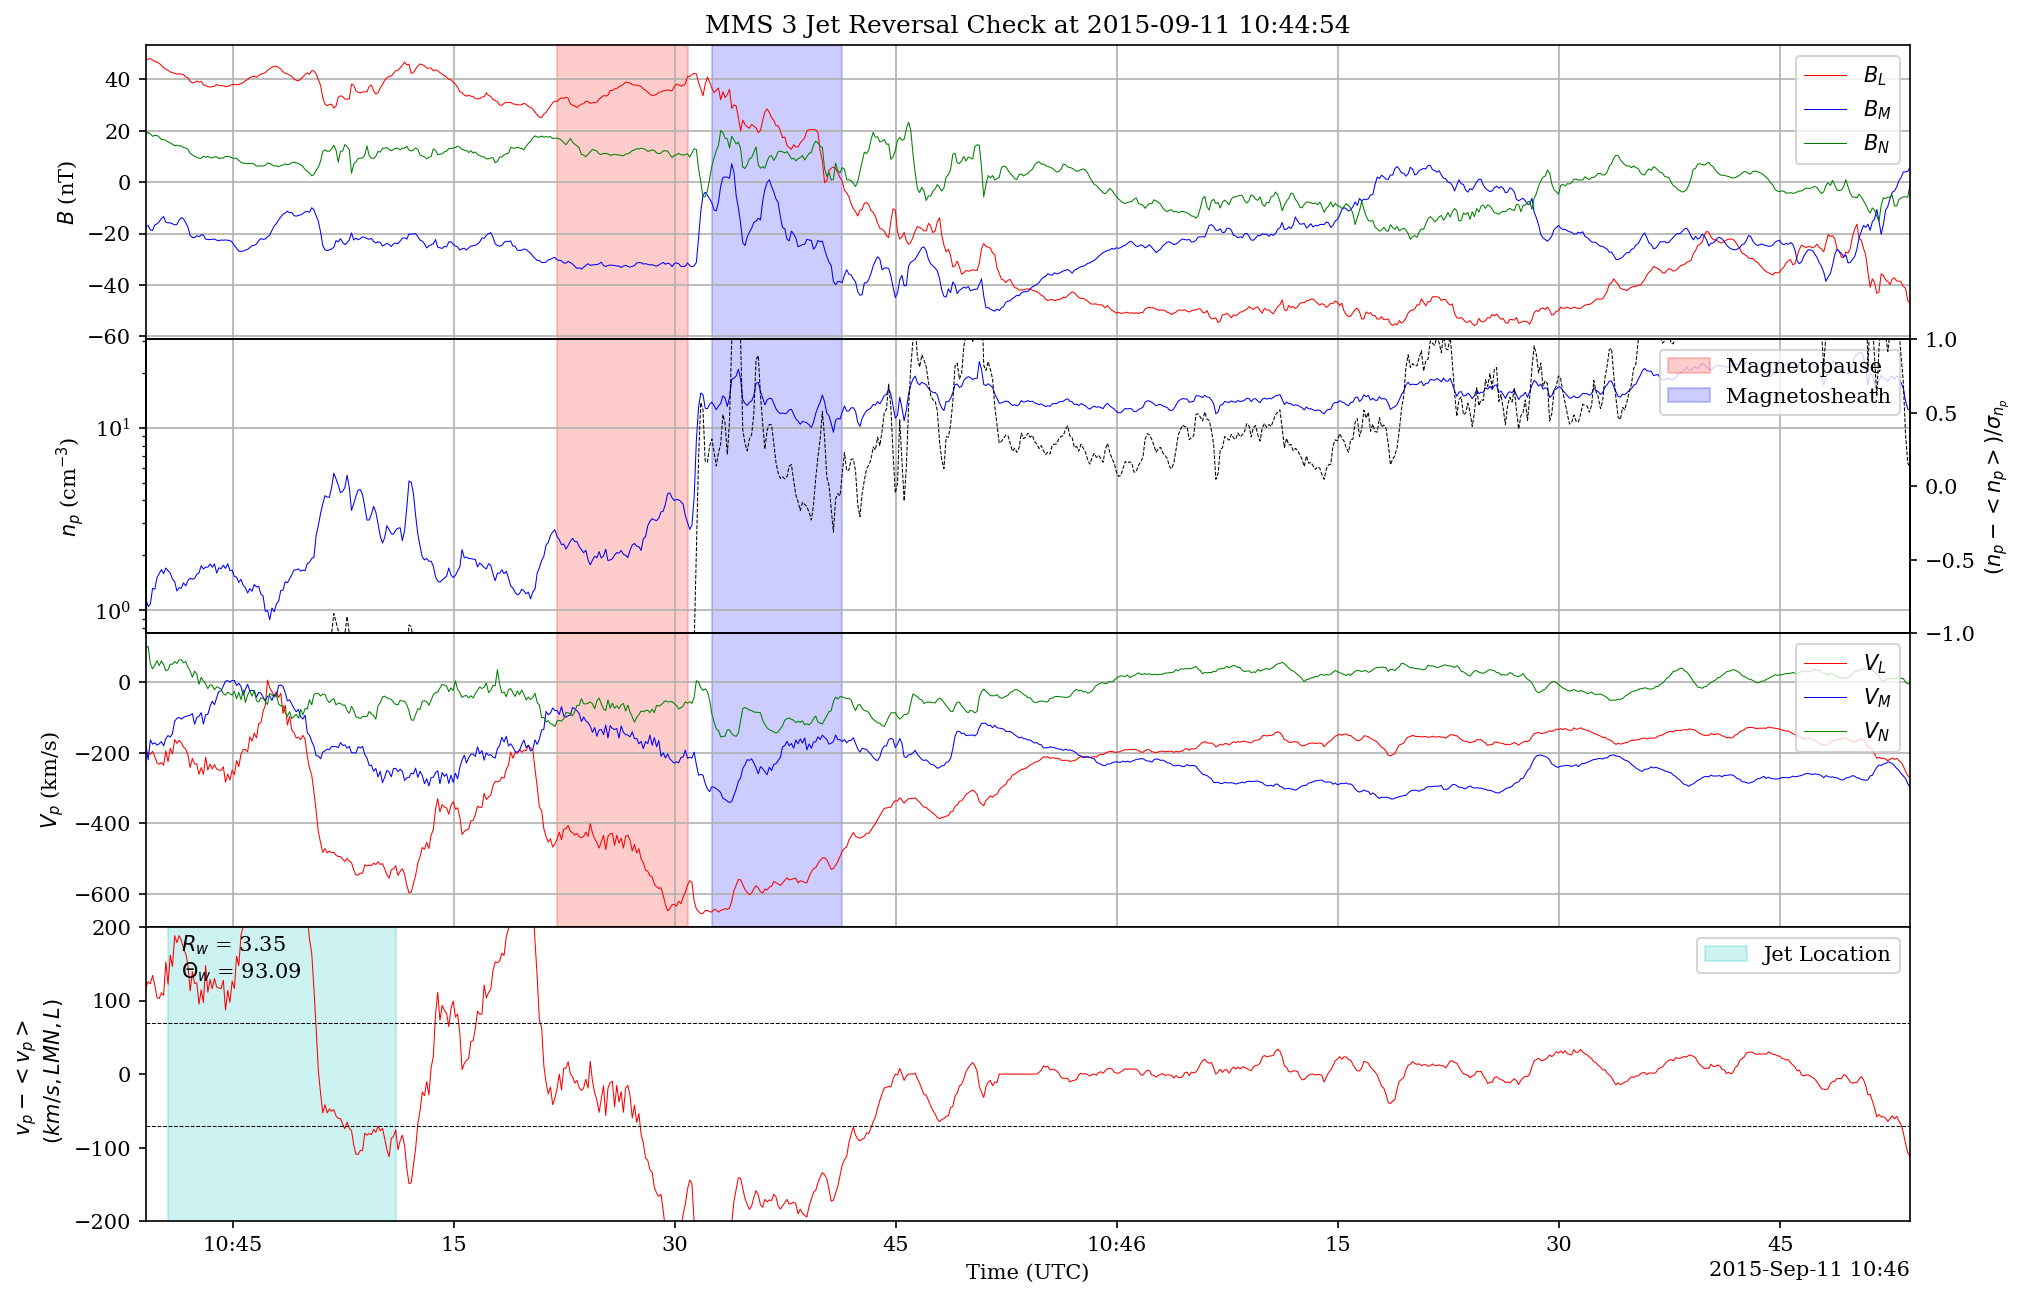 MMS 3 Jet Reversal Check at 2015-09-11 10:44:54
B (nT)
40
20
0
−20
−40
−60
B_L
B_M
B_N
n_p (cm^{−3})
10^1
10^0
Magnetopause
Magnetosheath
1.0
0.5
0.0
−0.5
−1.0
(n_p − < n_p >)/σ_{n_p}
V_p (km/s)
0
−200
−400
−600
V_L
V_M
V_N
v_p − < v_p >
(km/s, LMN, L)
200
100
0
−100
−200
R_w = 3.35
Θ_w = 93.09
Jet Location
10:45 15 30 45 10:46 15 30 45
Time (UTC)
2015-Sep-11 10:46